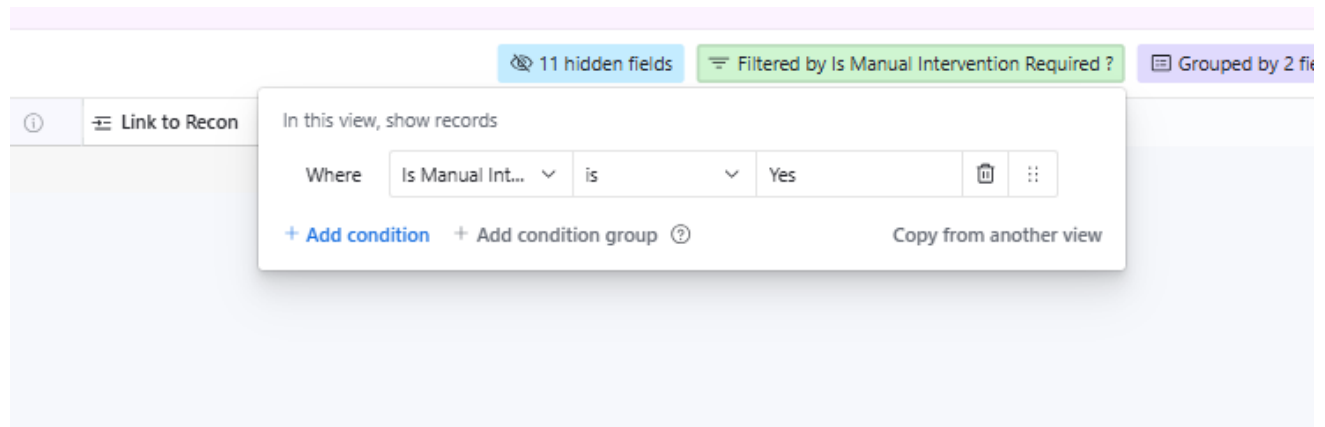 11 hidden fields
Filtered by Is Manual Intervention Required ?
Grouped by 2
Link to Recon
In this view, show records
Where Is Manual Int... is Yes
+ Add condition + Add condition group ? Copy from another view